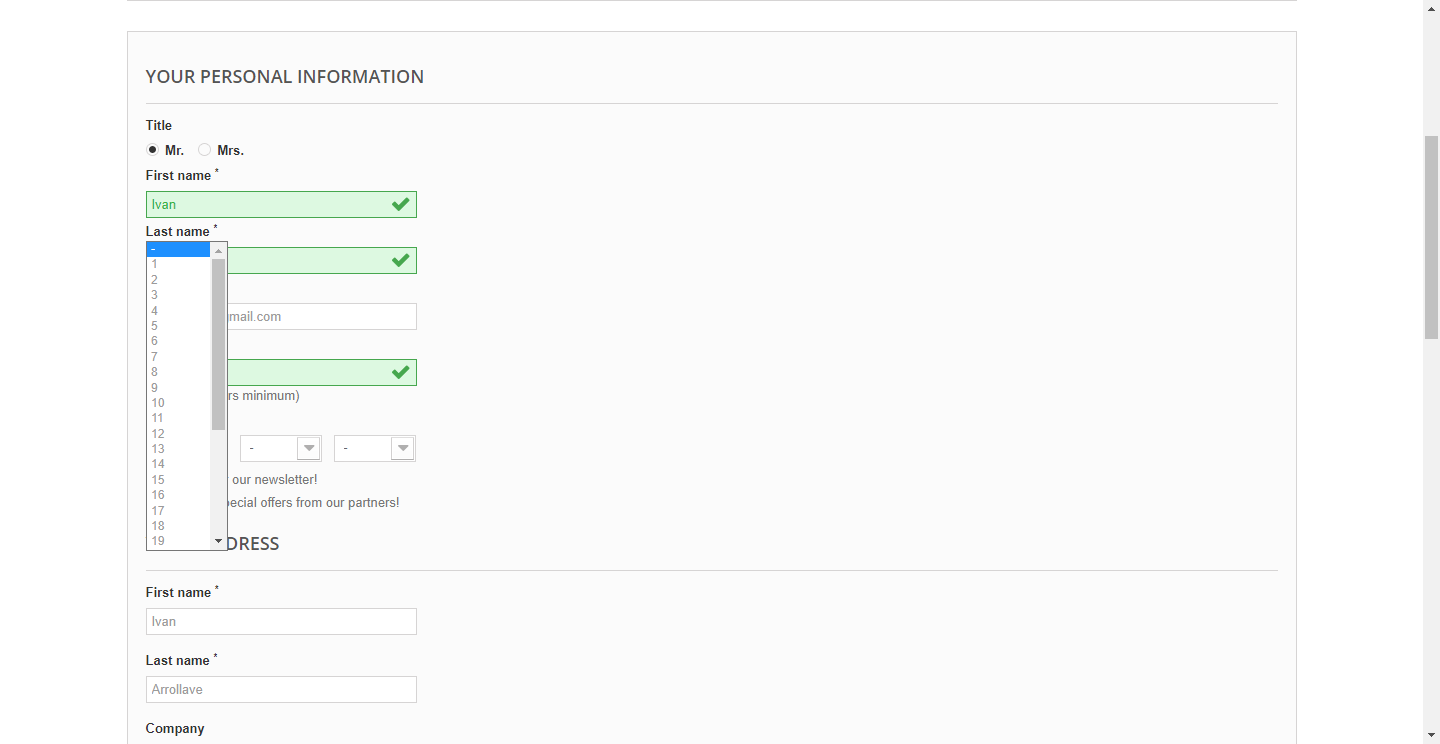 YOUR PERSONAL INFORMATION
Title
Mr. Mrs.
First name *
Ivan
Last name *
-
1
2
3
4
5
6
7
8
9
10
11
12
13
14
15
16
17
18
19
mail.com
rs minimum)
- -
our newsletter!
pecial offers from our partners!
DRESS
First name *
Ivan
Last name *
Arrollave
Company